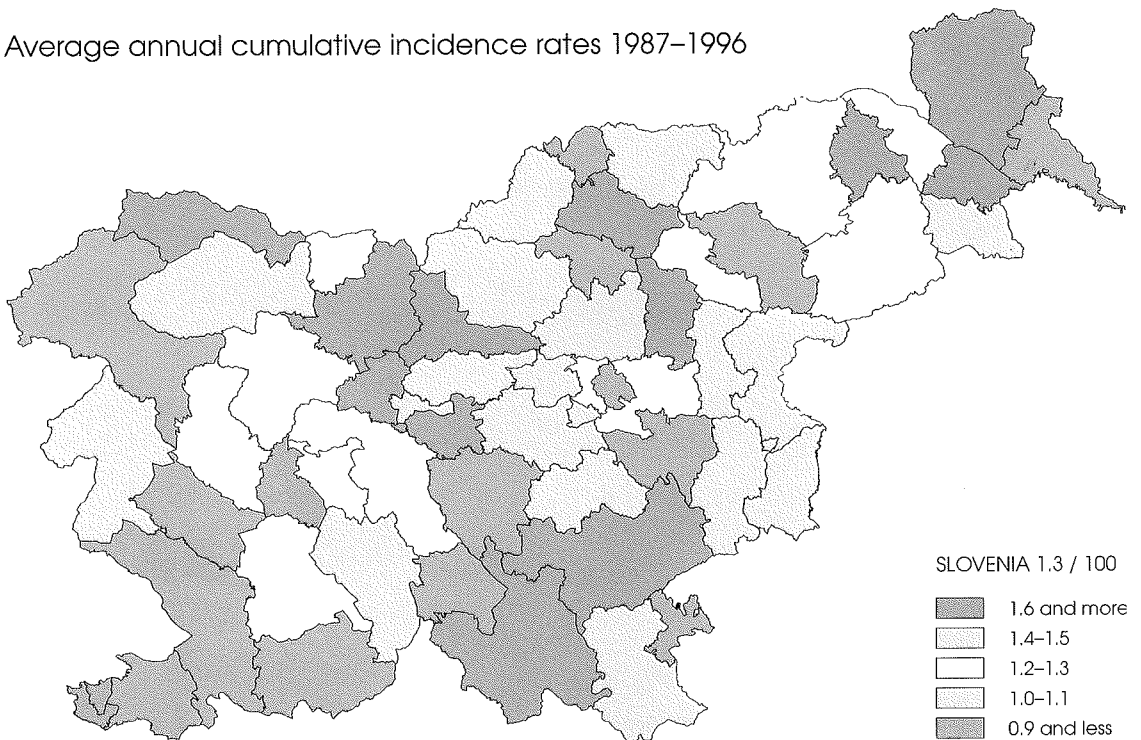 Average annual cumulative incidence rates 1987–1996
SLOVENIA 1.3 / 100
1.6 and more
1.4–1.5
1.2–1.3
1.0–1.1
0.9 and less